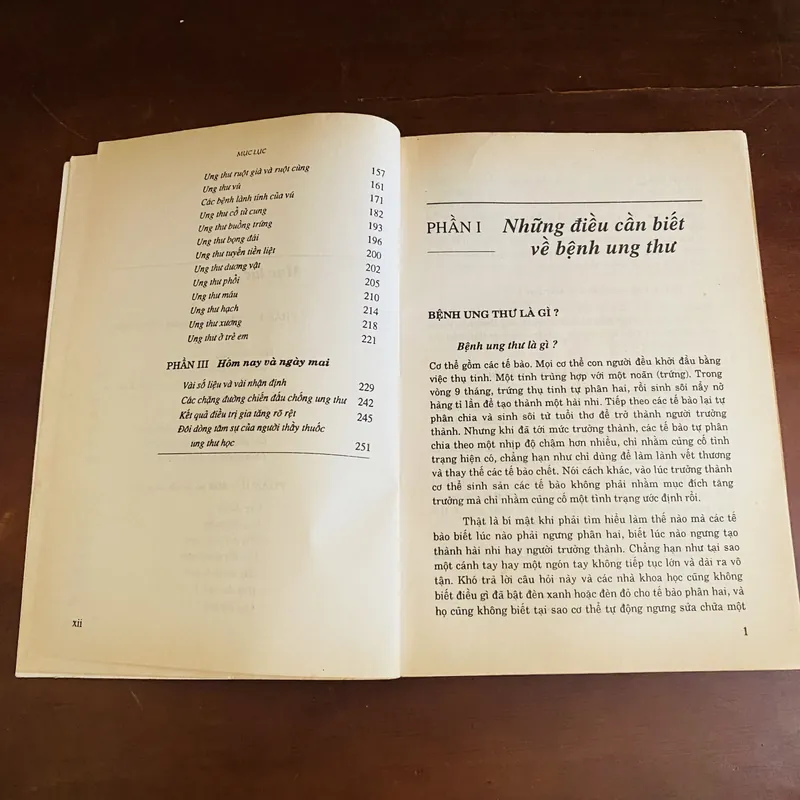 MỤC LỤC
Ung thư ruột già và ruột cùng 157
Ung thư vú 161
Các bệnh lành tính của vú 171
Ung thư cổ tử cung 182
Ung thư buồng trứng 193
Ung thư bọng đái 196
Ung thư tuyến tiền liệt 200
Ung thư dương vật 202
Ung thư phổi 205
Ung thư máu 210
Ung thư hạch 214
Ung thư xương 218
Ung thư ở trẻ em 221
PHẦN III Hôm nay và ngày mai
Vài số liệu và vài nhận định 229
Các chặng đường chiến đấu chống ung thư 242
Kết quả điều trị gia tăng rõ rệt 245
Đôi dòng tâm sự của người thầy thuốc
ung thư học 251
xii
PHẦN I Những điều cần biết
về bệnh ung thư
BỆNH UNG THƯ LÀ GÌ ?
Bệnh ung thư là gì ?
Cơ thể gồm các tế bào. Mọi cơ thể con người đều khởi đầu bằng
việc thụ tinh. Một tinh trùng hợp với một noãn (trứng). Trong
vòng 9 tháng, trứng thụ tinh tự phân hai, rồi sinh sôi nẩy nở
hàng tỉ lần để tạo thành một hài nhi. Tiếp theo các tế bào lại tự
phân chia và sinh sôi từ tuổi thơ để trở thành người trưởng
thành. Nhưng khi đã tới mức trưởng thành, các tế bào tự phân
chia theo một nhịp độ chậm hơn nhiều, chỉ nhằm củng cố tình
trạng hiện có, chẳng hạn như chỉ dùng để làm lành vết thương
và thay thế các tế bào chết. Nói cách khác, vào lúc trưởng thành
cơ thể sinh sản các tế bào không phải nhằm mục đích tăng
trưởng mà chỉ nhằm củng cố một tình trạng ước định rồi.
Thật là bí mật khi phải tìm hiểu làm thế nào mà các tế
bào biết lúc nào phải ngưng phân hai, biết lúc nào ngưng tạo
thành hài nhi hay người trưởng thành. Chẳng hạn như tại sao
một cánh tay hay một ngón tay không tiếp tục lớn và dài ra vô
tận. Khó trả lời câu hỏi này và các nhà khoa học cũng không
biết điều gì đã bật đèn xanh hoặc đèn đỏ cho tế bào phân hai, và
họ cũng không biết tại sao cơ thể tự động ngưng sửa chữa một
1